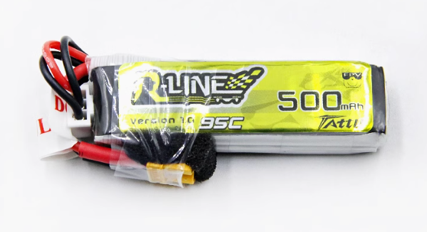 R-LINE
500mAh
version 1.0 95C
TATTU